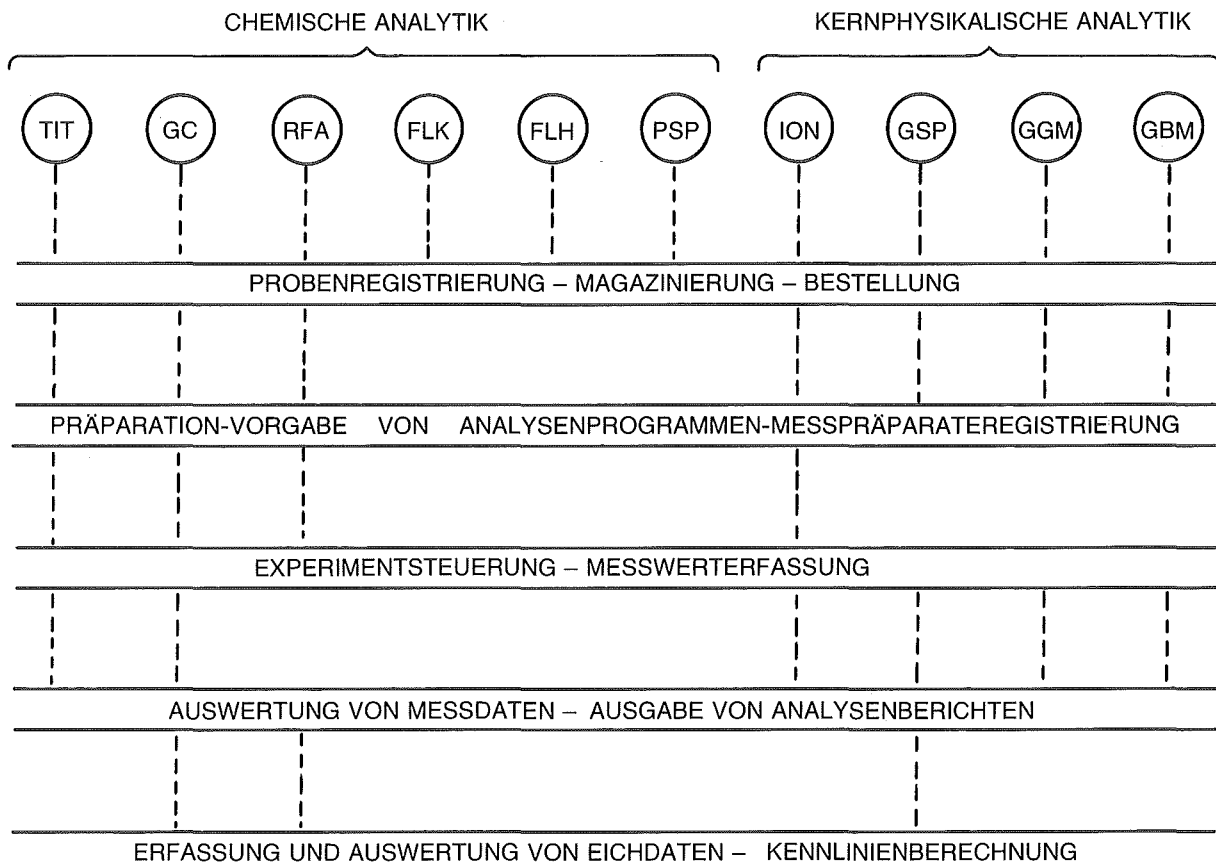 CHEMISCHE ANALYTIK
KERNPHYSIKALISCHE ANALYTIK
TIT GC RFA FLK FLH PSP ION GSP GGM GBM
PROBENREGISTRIERUNG – MAGAZINIERUNG – BESTELLUNG
PRÄPARATION-VORGABE VON ANALYSENPROGRAMMEN-MESSPRÄPARATEREGISTRIERUNG
EXPERIMENTSTEUERUNG – MESSWERTERFASSUNG
AUSWERTUNG VON MESSDATEN – AUSGABE VON ANALYSENBERICHTEN
ERFASSUNG UND AUSWERTUNG VON EICHDATEN – KENNLINIENBERECHNUNG